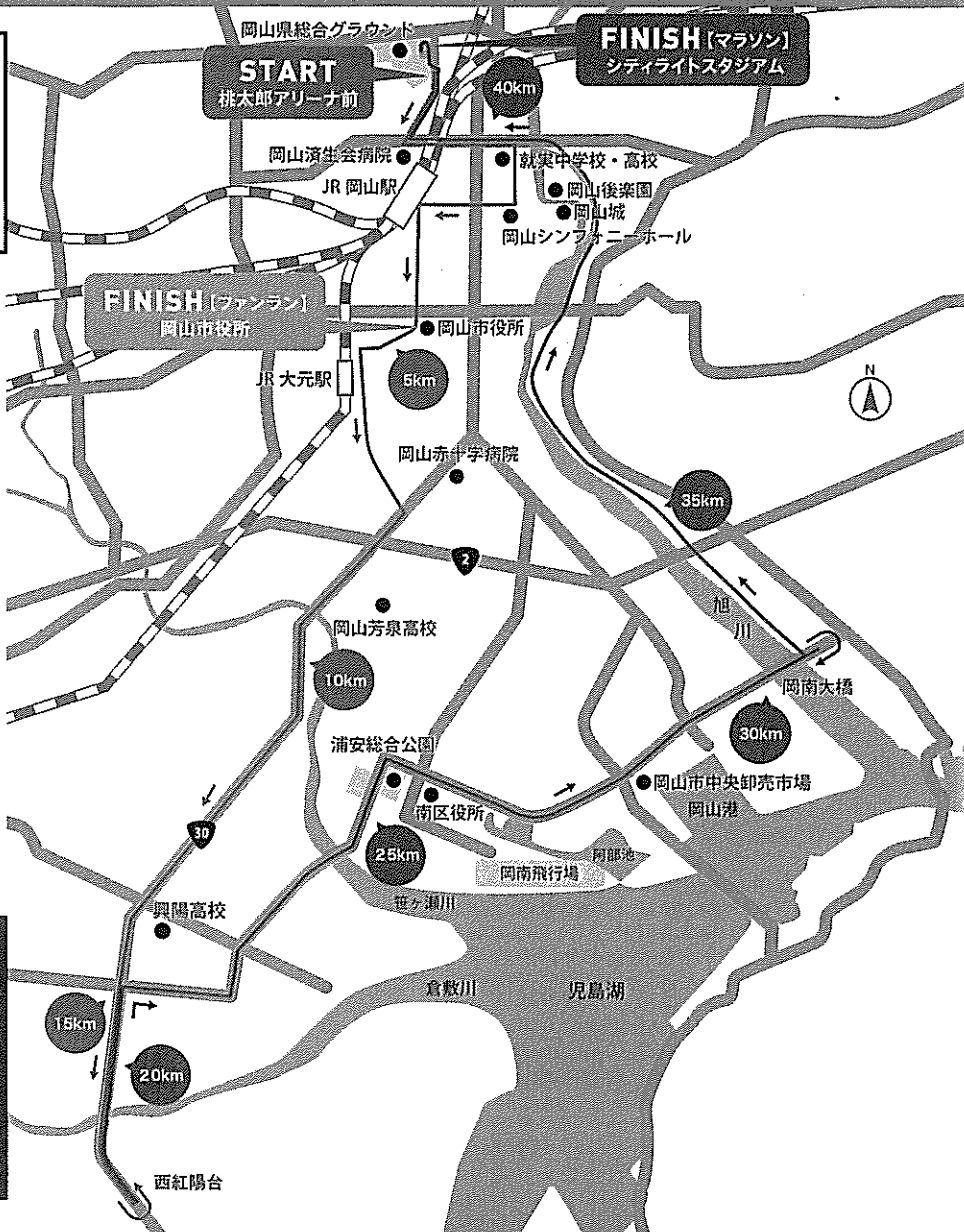 岡山県総合グラウンド
FINISH【マラソン】
シティライトスタジアム
START
桃太郎アリーナ前
40km
岡山済生会病院
就実中学校・高校
JR 岡山駅
岡山後楽園
岡山城
岡山シンフォニーホール
FINISH【ファンラン】
岡山市役所
岡山市役所
N
JR 大元駅
5km
岡山赤十字病院
35km
2
旭川
岡山芳泉高校
10km
岡南大橋
30km
浦安総合公園
岡山市中央卸売市場
南区役所
岡山港
30
25km
阿部池
岡南飛行場
笹ヶ瀬川
興陽高校
倉敷川
児島湖
15km
20km
西紅陽台